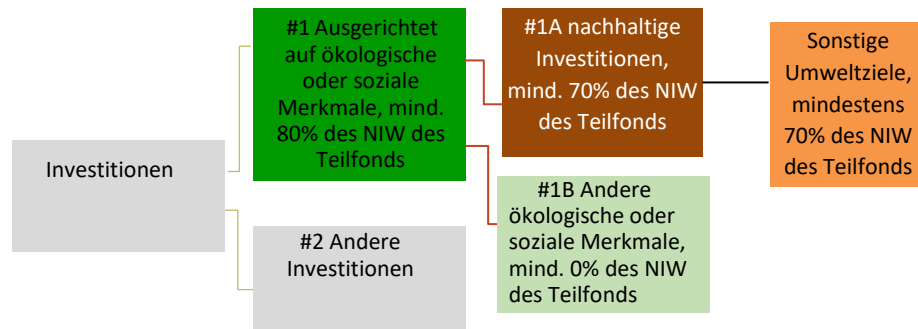 Investitionen
#1 Ausgerichtet
auf ökologische
oder soziale
Merkmale, mind.
80% des NIW des
Teilfonds
#2 Andere
Investitionen
#1A nachhaltige
Investitionen,
mind. 70% des NIW
des Teilfonds
#1B Andere
ökologische oder
soziale Merkmale,
mind. 0% des NIW
des Teilfonds
Sonstige
Umweltziele,
mindestens
70% des NIW
des Teilfonds